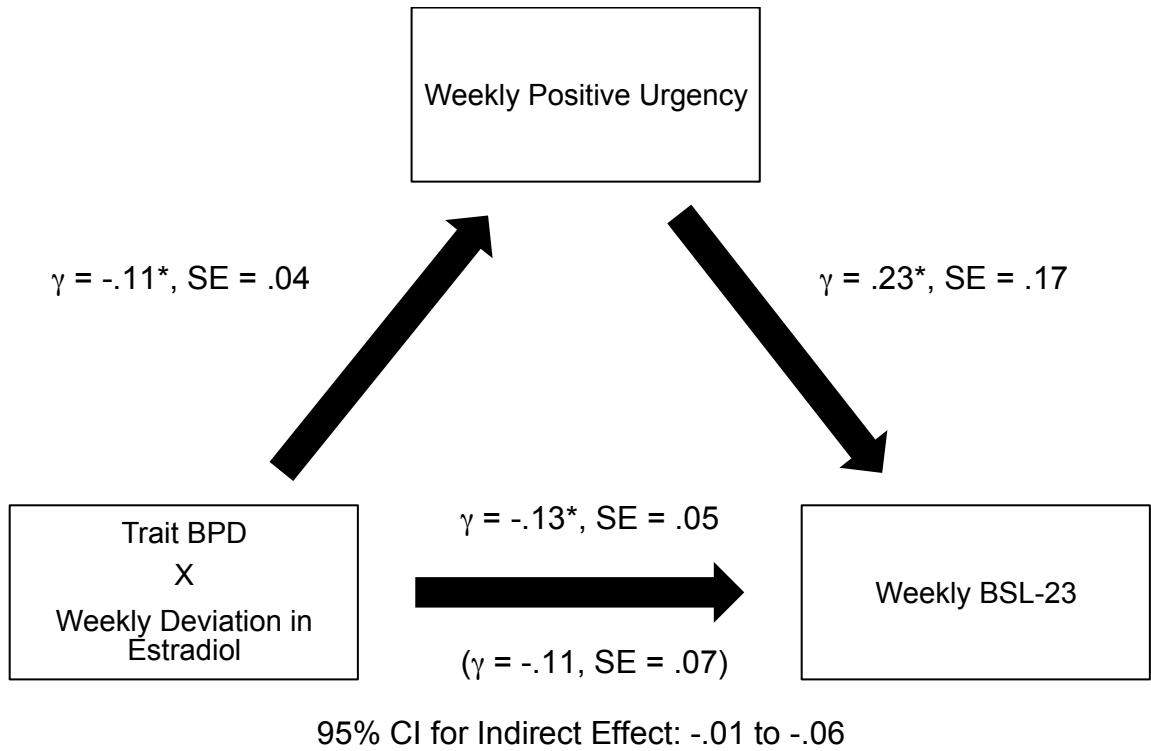 Weekly Positive Urgency
γ = -.11*, SE = .04
γ = .23*, SE = .17
Trait BPD
X
Weekly Deviation in
Estradiol
γ = -.13*, SE = .05
(γ = -.11, SE = .07)
Weekly BSL-23
95% CI for Indirect Effect: -.01 to -.06